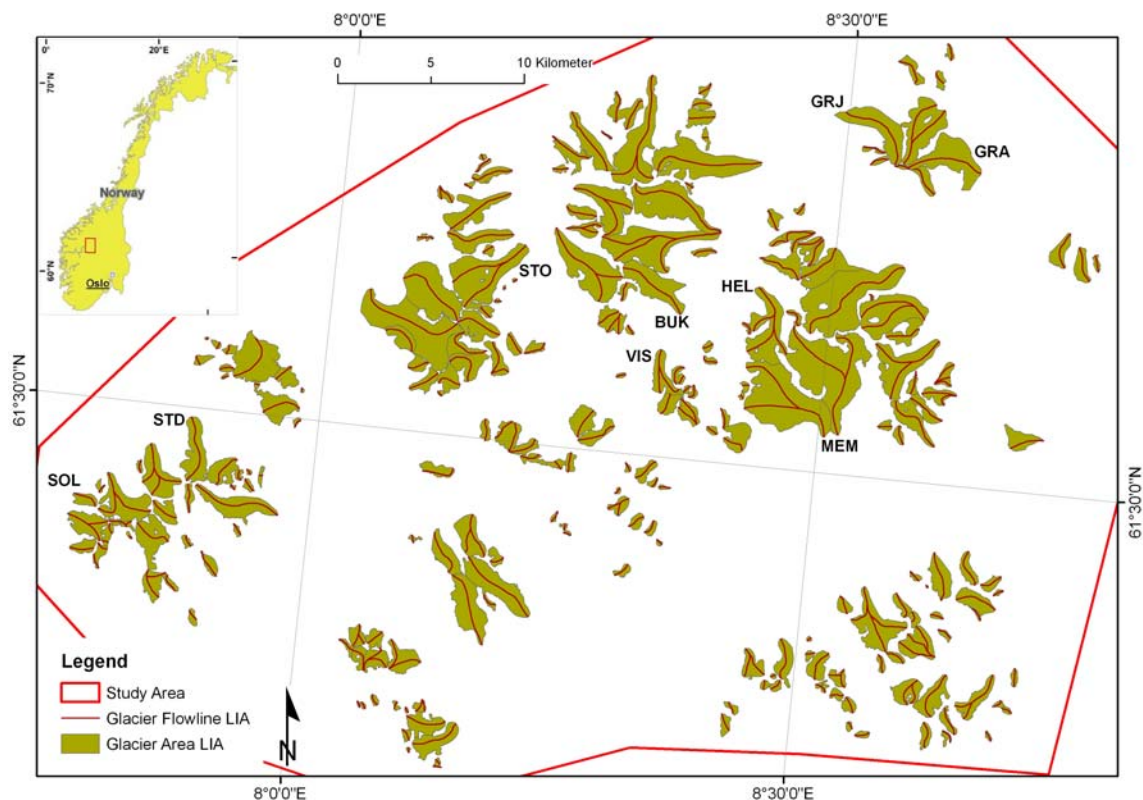 8°0'0"E
8°30'0"E
0°
20°E
70°N
60°N
Norway
Oslo
0
5
10 Kilometer
GRJ
GRA
STO
HEL
BUK
VIS
MEM
61°30'0"N
STD
SOL
61°30'0"N
Legend
Study Area
Glacier Flowline LIA
Glacier Area LIA
N
8°0'0"E
8°30'0"E